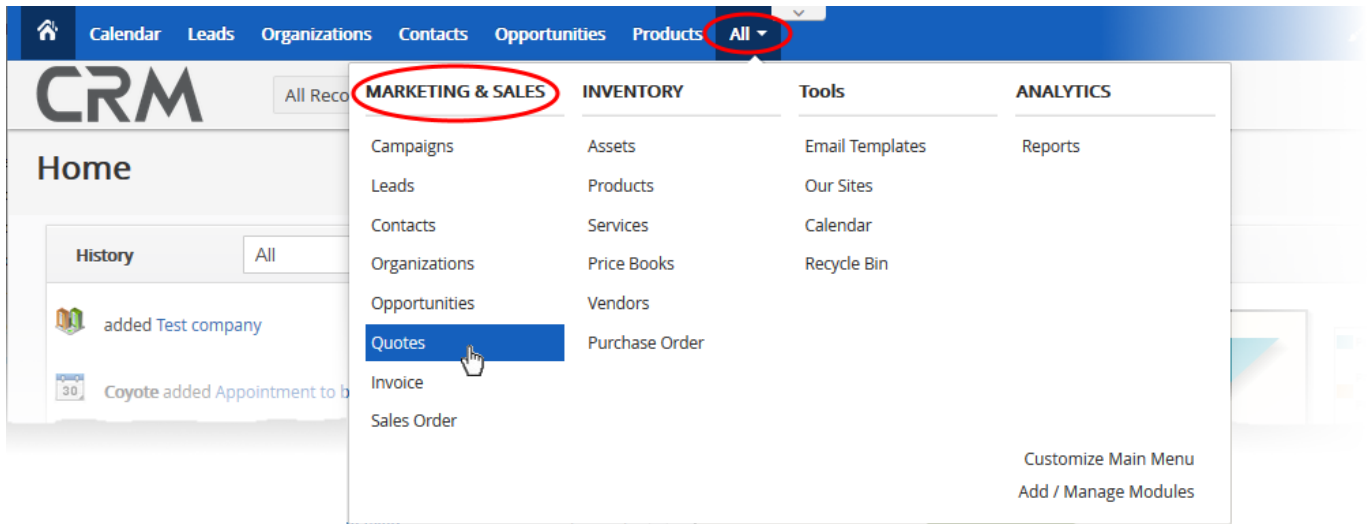 Calendar Leads Organizations Contacts Opportunities Products All
CRM
All Reco
Home
History All
added Test company
30 Coyote added Appointment to b
MARKETING & SALES INVENTORY Tools ANALYTICS
Campaigns Assets Email Templates Reports
Leads Products Our Sites
Contacts Services Calendar
Organizations Price Books Recycle Bin
Opportunities Vendors
Quotes Purchase Order
Invoice
Sales Order
Customize Main Menu
Add / Manage Modules